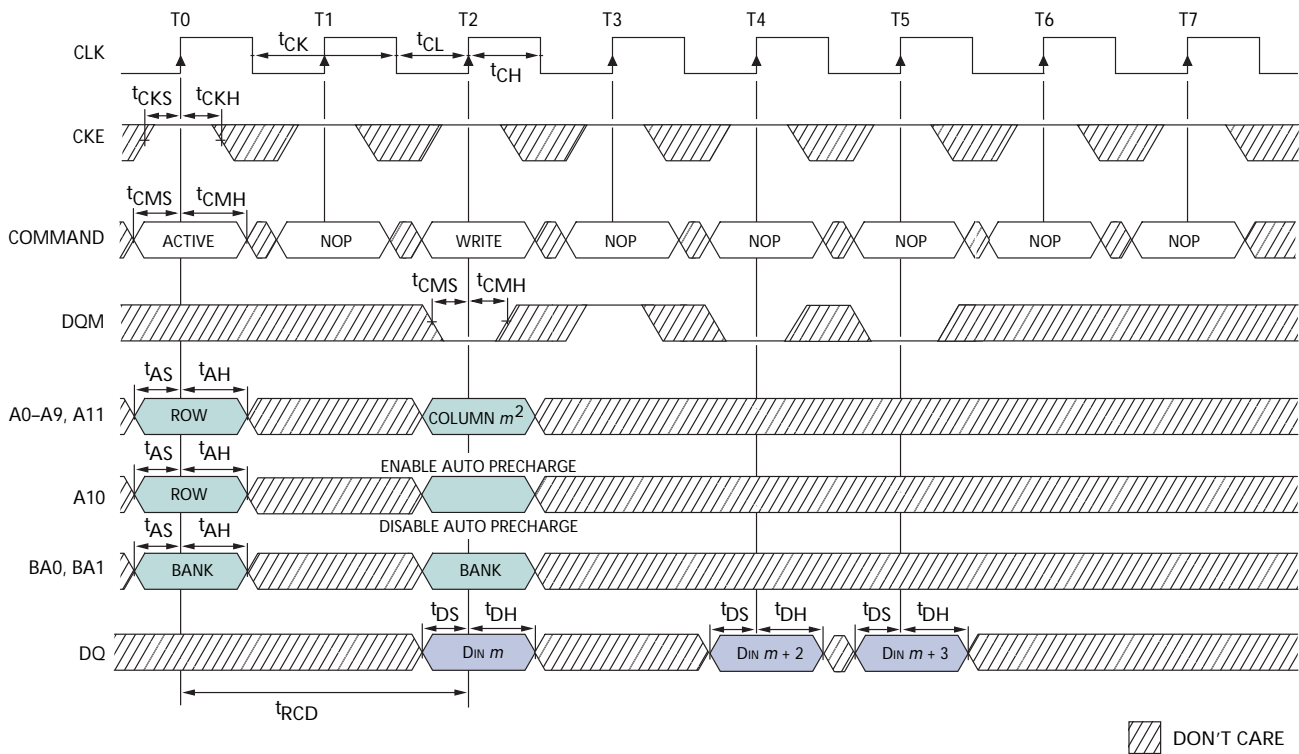 T0 T1 T2 T3 T4 T5 T6 T7
CLK
tCK tCL
tCH
tCKS tCKH
CKE
tCMS tCMH
COMMAND ACTIVE NOP WRITE NOP NOP NOP NOP NOP
tCMS tCMH
DQM
tAS tAH
A0–A9, A11 ROW COLUMN m2
tAS tAH ENABLE AUTO PRECHARGE
A10 ROW
tAS tAH DISABLE AUTO PRECHARGE
BA0, BA1 BANK BANK
tDS tDH tDS tDH tDS tDH
DQ DIN m DIN m + 2 DIN m + 3
tRCD
DON'T CARE